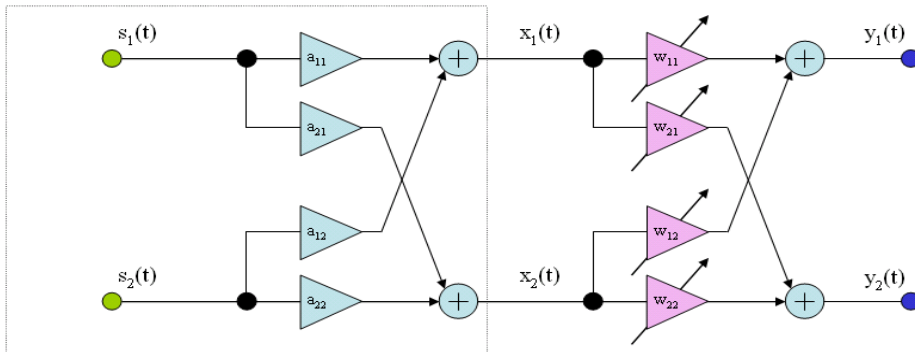 s₁(t) x₁(t) y₁(t)
a₁₁ + w₁₁ +
a₂₁ w₂₁
a₁₂ w₁₂
s₂(t) x₂(t) y₂(t)
a₂₂ + w₂₂ +